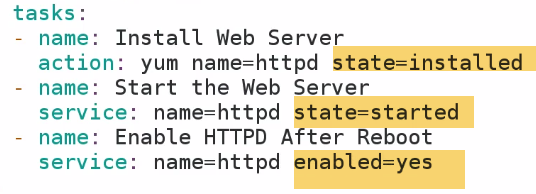 tasks:
- name: Install Web Server
  action: yum name=httpd state=installed
- name: Start the Web Server
  service: name=httpd state=started
- name: Enable HTTPD After Reboot
  service: name=httpd enabled=yes